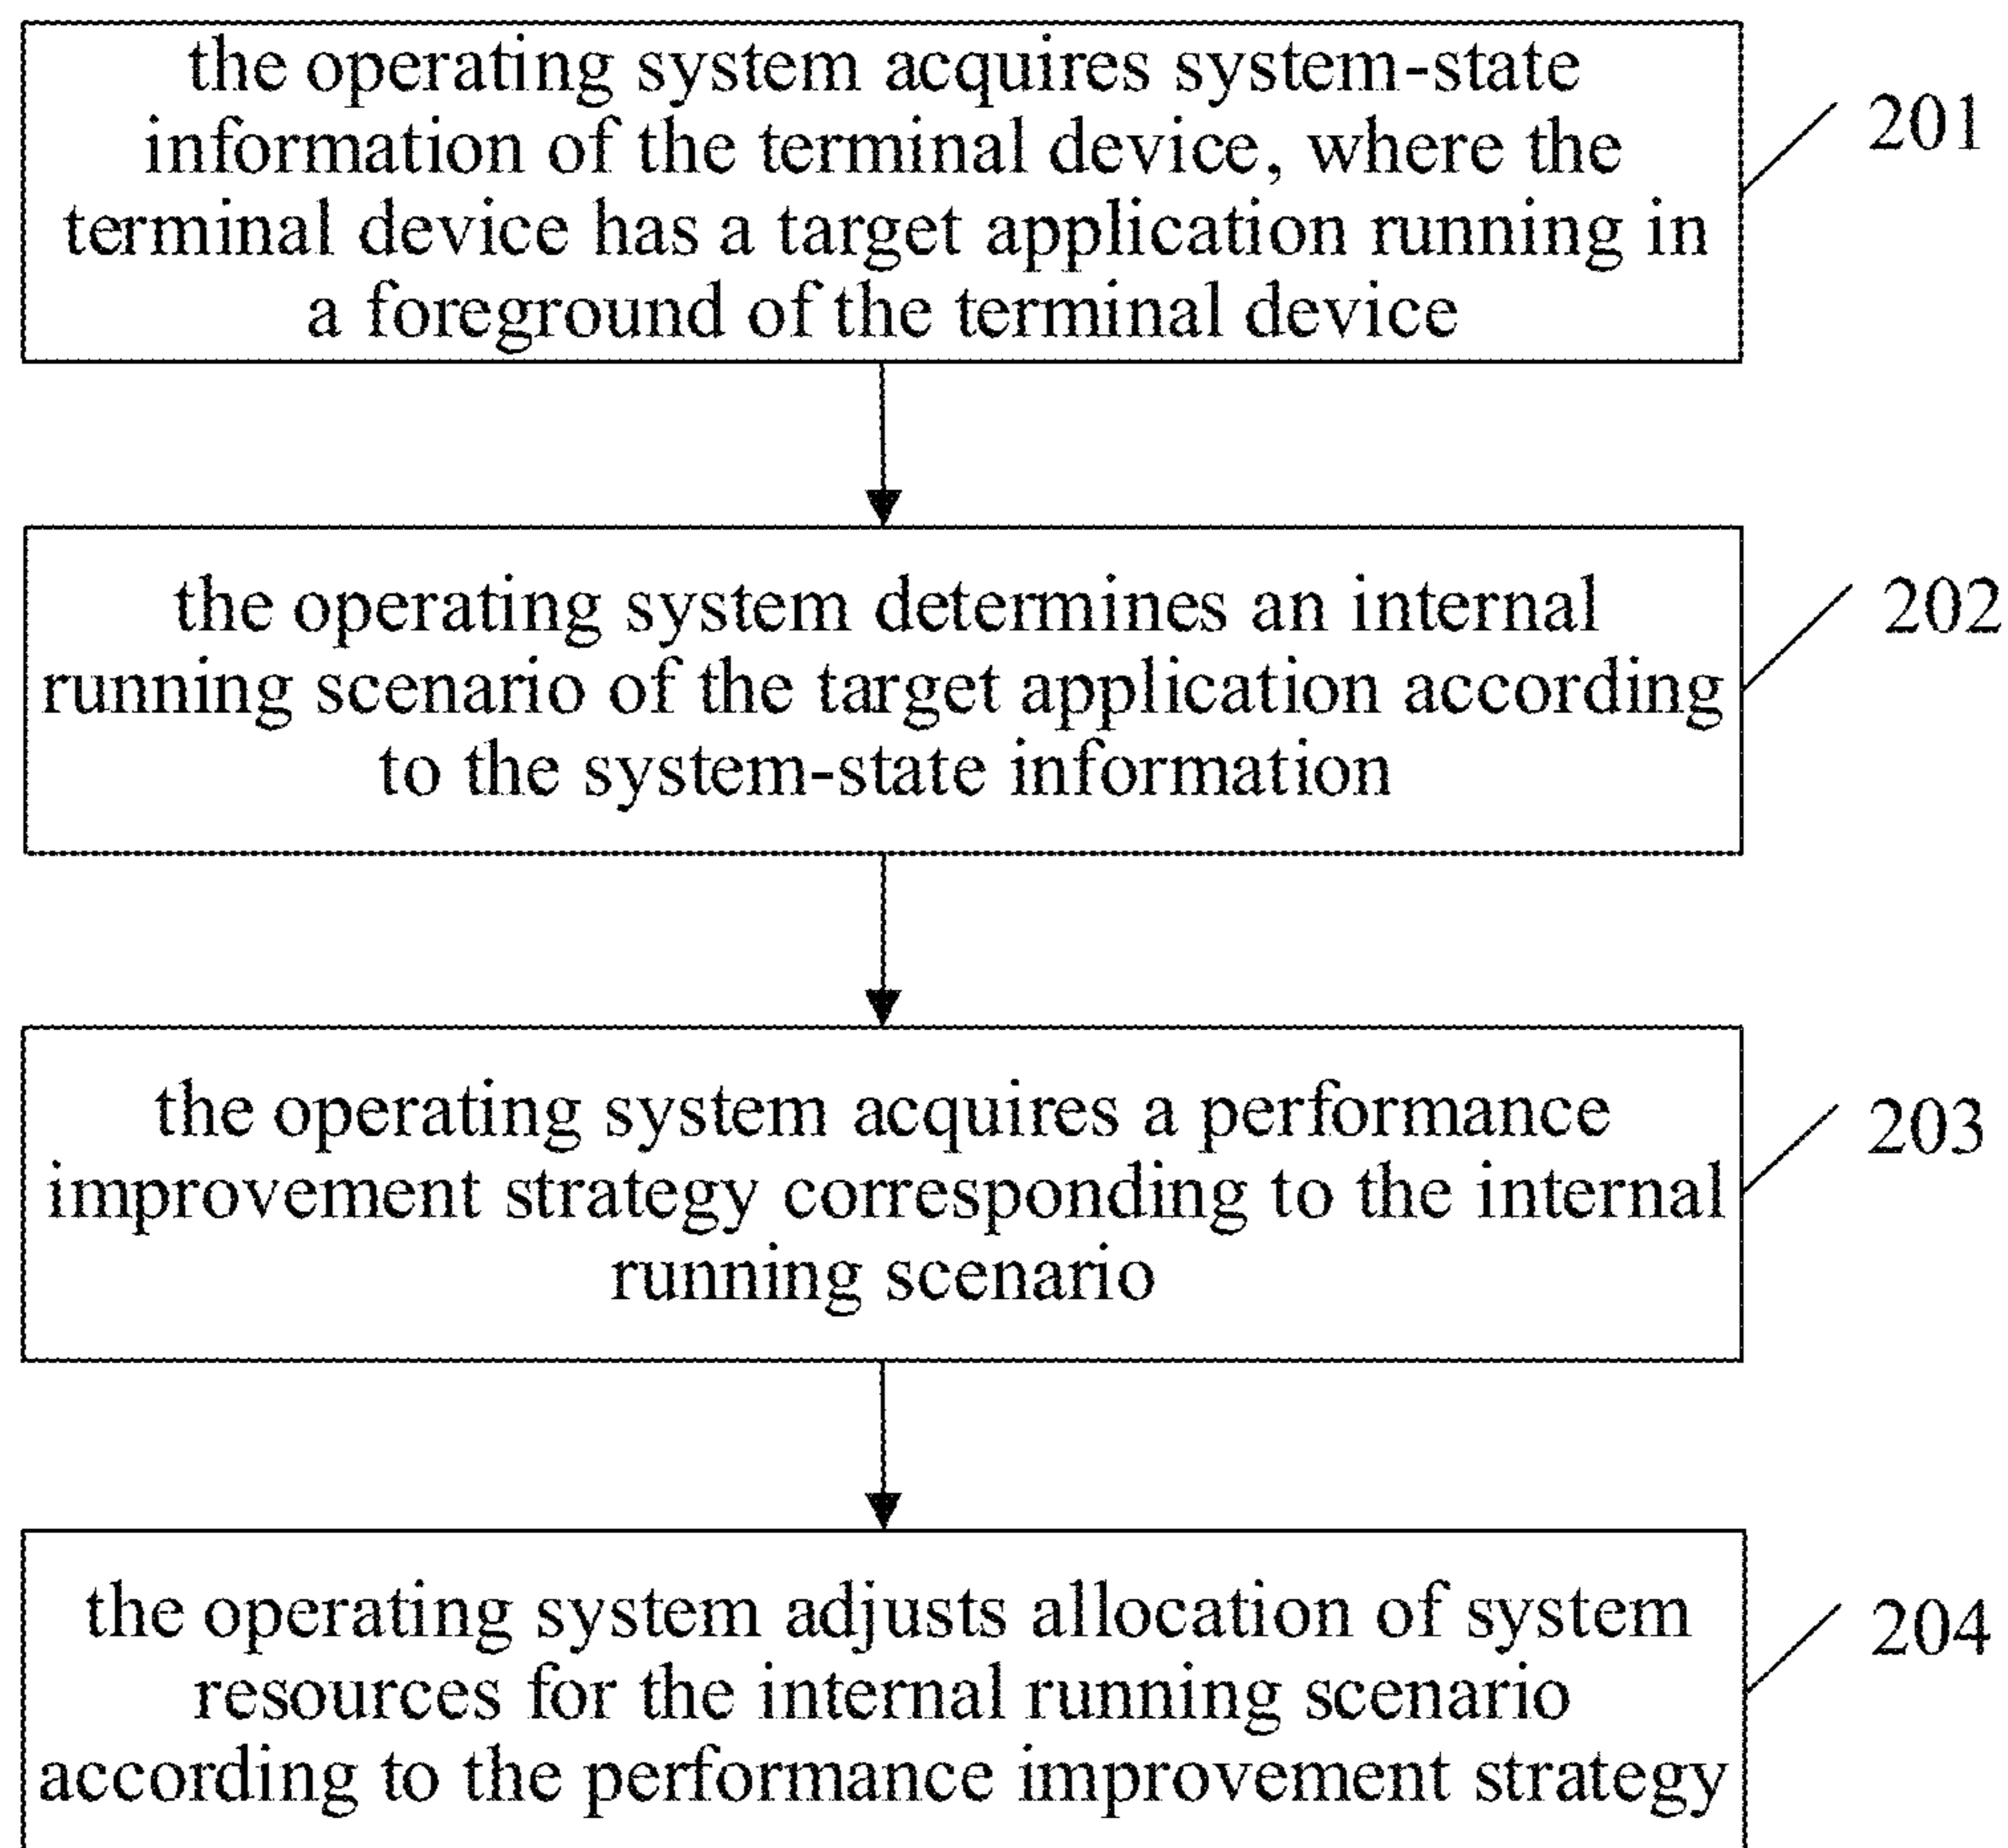 the operating system acquires system-state
information of the terminal device, where the
terminal device has a target application running in
a foreground of the terminal device
201
the operating system determines an internal
running scenario of the target application according
to the system-state information
202
the operating system acquires a performance
improvement strategy corresponding to the internal
running scenario
203
the operating system adjusts allocation of system
resources for the internal running scenario
according to the performance improvement strategy
204